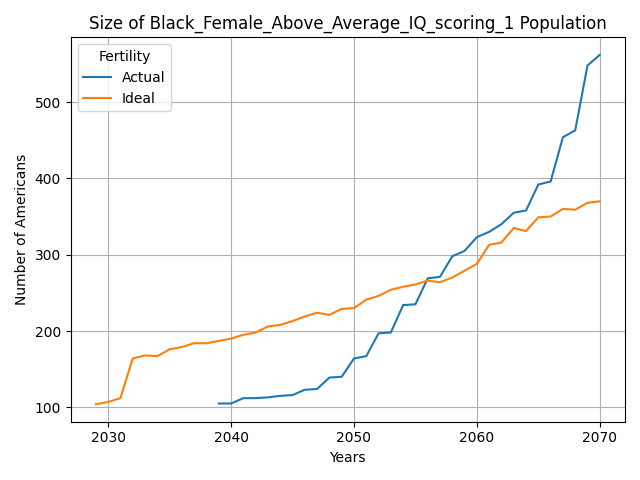 Size of Black_Female_Above_Average_IQ_scoring_1 Population
Fertility
Actual
Ideal
500
400
300
200
100
Number of Americans
2030 2040 2050 2060 2070
Years